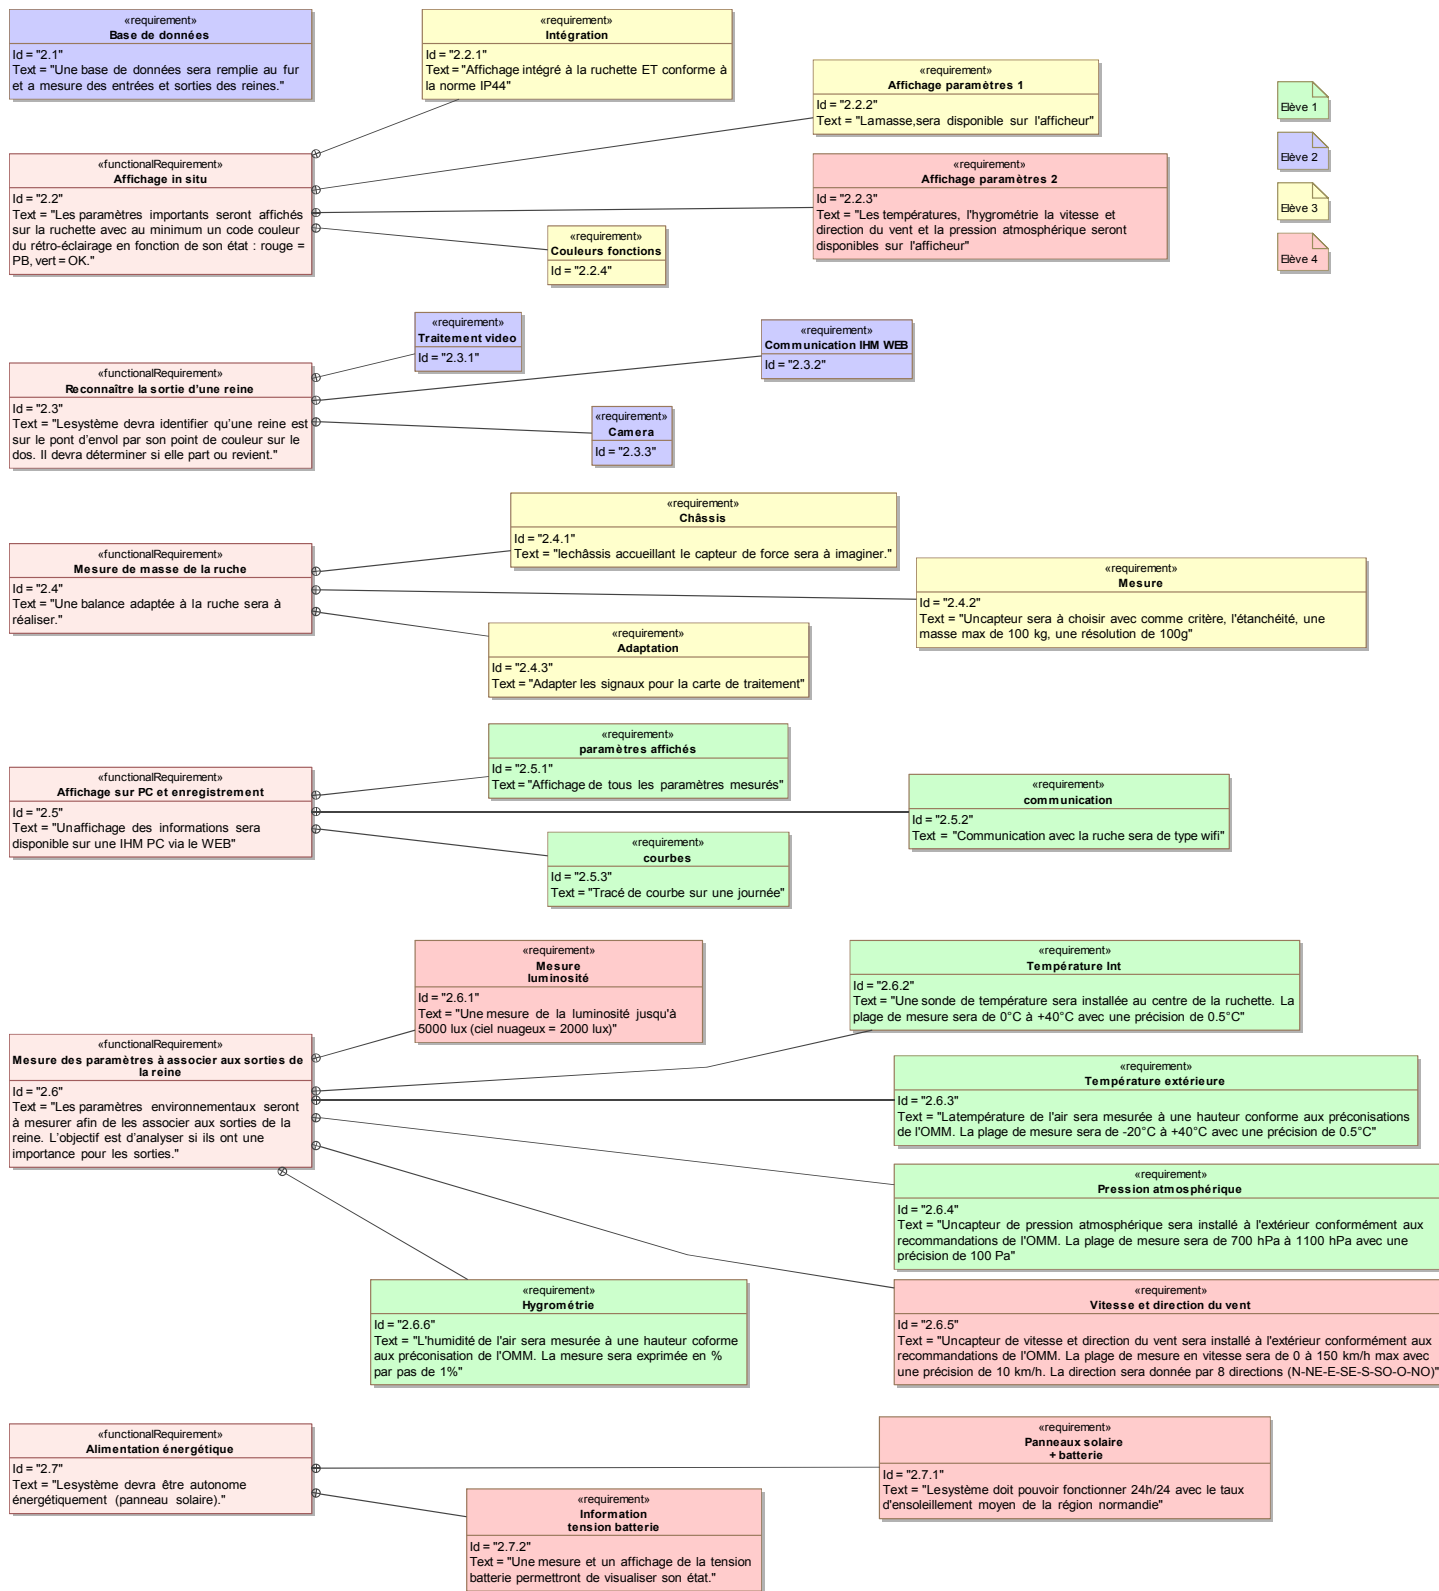 «requirement»
Base de données
Id = "2.1"
Text = "Une base de données sera remplie au fur
et a mesure des entrées et sorties des reines."
«requirement»
Intégration
Id = "2.2.1"
Text = "Affichage intégré à la ruchette ET conforme à
la norme IP44"
«requirement»
Affichage paramètres 1
Id = "2.2.2"
Text = "Lamasse,sera disponible sur l'afficheur"
Elève 1
Elève 2
Elève 3
Elève 4
«functionalRequirement»
Affichage in situ
Id = "2.2"
Text = "Les paramètres importants seront affichés
sur la ruchette avec au minimum un code couleur
du rétro-éclairage en fonction de son état : rouge =
PB, vert = OK."
«requirement»
Affichage paramètres 2
Id = "2.2.3"
Text = "Les températures, l'hygrométrie la vitesse et
direction du vent et la pression atmosphérique seront
disponibles sur l'afficheur"
«requirement»
Couleurs fonctions
Id = "2.2.4"
«requirement»
Traitement video
Id = "2.3.1"
«requirement»
Communication IHM WEB
Id = "2.3.2"
«functionalRequirement»
Reconnaître la sortie d'une reine
Id = "2.3"
Text = "Lesystème devra identifier qu'une reine est
sur le pont d'envol par son point de couleur sur le
dos. Il devra déterminer si elle part ou revient."
«requirement»
Camera
Id = "2.3.3"
«requirement»
Châssis
Id = "2.4.1"
Text = "lechâssis accueillant le capteur de force sera à imaginer."
«functionalRequirement»
Mesure de masse de la ruche
Id = "2.4"
Text = "Une balance adaptée à la ruche sera à
réaliser."
«requirement»
Mesure
Id = "2.4.2"
Text = "Uncapteur sera à choisir avec comme critère, l'étanchéité, une
masse max de 100 kg, une résolution de 100g"
«requirement»
Adaptation
Id = "2.4.3"
Text = "Adapter les signaux pour la carte de traitement"
«requirement»
paramètres affichés
Id = "2.5.1"
Text = "Affichage de tous les paramètres mesurés"
«functionalRequirement»
Affichage sur PC et enregistrement
Id = "2.5"
Text = "Unaffichage des informations sera
disponible sur une IHM PC via le WEB"
«requirement»
communication
Id = "2.5.2"
Text = "Communication avec la ruche sera de type wifi"
«requirement»
courbes
Id = "2.5.3"
Text = "Tracé de courbe sur une journée"
«requirement»
Mesure
luminosité
Id = "2.6.1"
Text = "Une mesure de la luminosité jusqu'à
5000 lux (ciel nuageux = 2000 lux)"
«requirement»
Température Int
Id = "2.6.2"
Text = "Une sonde de température sera installée au centre de la ruchette. La
plage de mesure sera de 0°C à +40°C avec une précision de 0.5°C"
«functionalRequirement»
Mesure des paramètres à associer aux sorties de
la reine
Id = "2.6"
Text = "Les paramètres environnementaux seront
à mesurer afin de les associer aux sorties de la
reine. L'objectif est d'analyser si ils ont une
importance pour les sorties."
«requirement»
Température extérieure
Id = "2.6.3"
Text = "Latempérature de l'air sera mesurée à une hauteur conforme aux préconisations
de l'OMM. La plage de mesure sera de -20°C à +40°C avec une précision de 0.5°C"
«requirement»
Pression atmosphérique
Id = "2.6.4"
Text = "Uncapteur de pression atmosphérique sera installé à l'extérieur conformément aux
recommandations de l'OMM. La plage de mesure sera de 700 hPa à 1100 hPa avec une
précision de 100 Pa"
«requirement»
Hygrométrie
Id = "2.6.6"
Text = "L'humidité de l'air sera mesurée à une hauteur coforme
aux préconisation de l'OMM. La mesure sera exprimée en %
par pas de 1%"
«requirement»
Vitesse et direction du vent
Id = "2.6.5"
Text = "Uncapteur de vitesse et direction du vent sera installé à l'extérieur conformément aux
recommandations de l'OMM. La plage de mesure en vitesse sera de 0 à 150 km/h max avec
une précision de 10 km/h. La direction sera donnée par 8 directions (N-NE-E-SE-S-SO-O-NO)"
«functionalRequirement»
Alimentation énergétique
Id = "2.7"
Text = "Lesystème devra être autonome
énergétiquement (panneau solaire)."
«requirement»
Panneaux solaire
+ batterie
Id = "2.7.1"
Text = "Lesystème doit pouvoir fonctionner 24h/24 avec le taux
d'ensoleillement moyen de la région normandie"
«requirement»
Information
tension batterie
Id = "2.7.2"
Text = "Une mesure et un affichage de la tension
batterie permettront de visualiser son état."